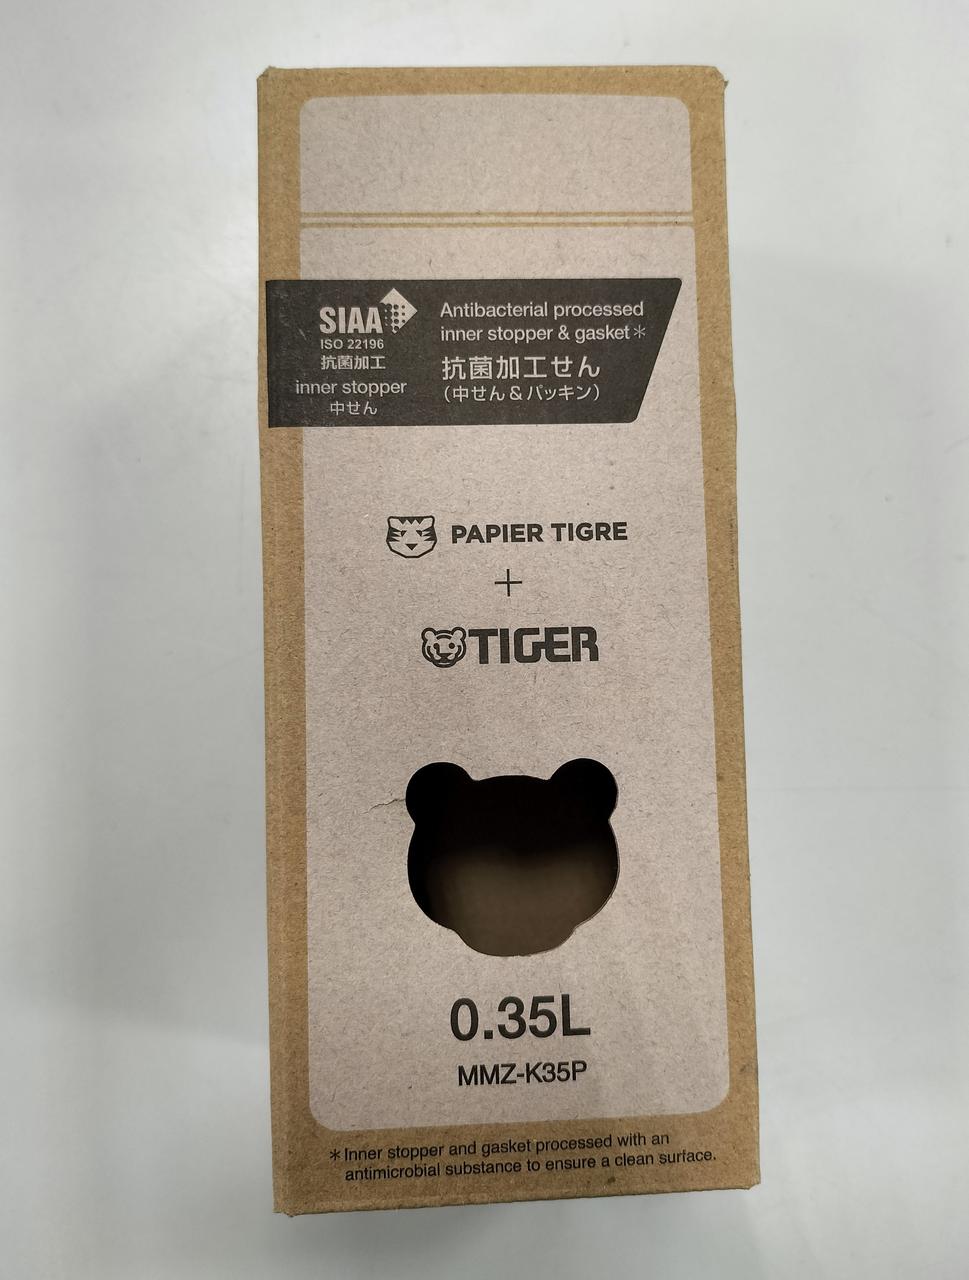 SIAA
ISO 22196
抗菌加工
inner stopper
中せん
Antibacterial processed
inner stopper & gasket＊
抗菌加工せん
（中せん＆パッキン）
PAPIER TIGRE
+
TIGER
0.35L
MMZ-K35P
＊Inner stopper and gasket processed with an
antimicrobial substance to ensure a clean surface.